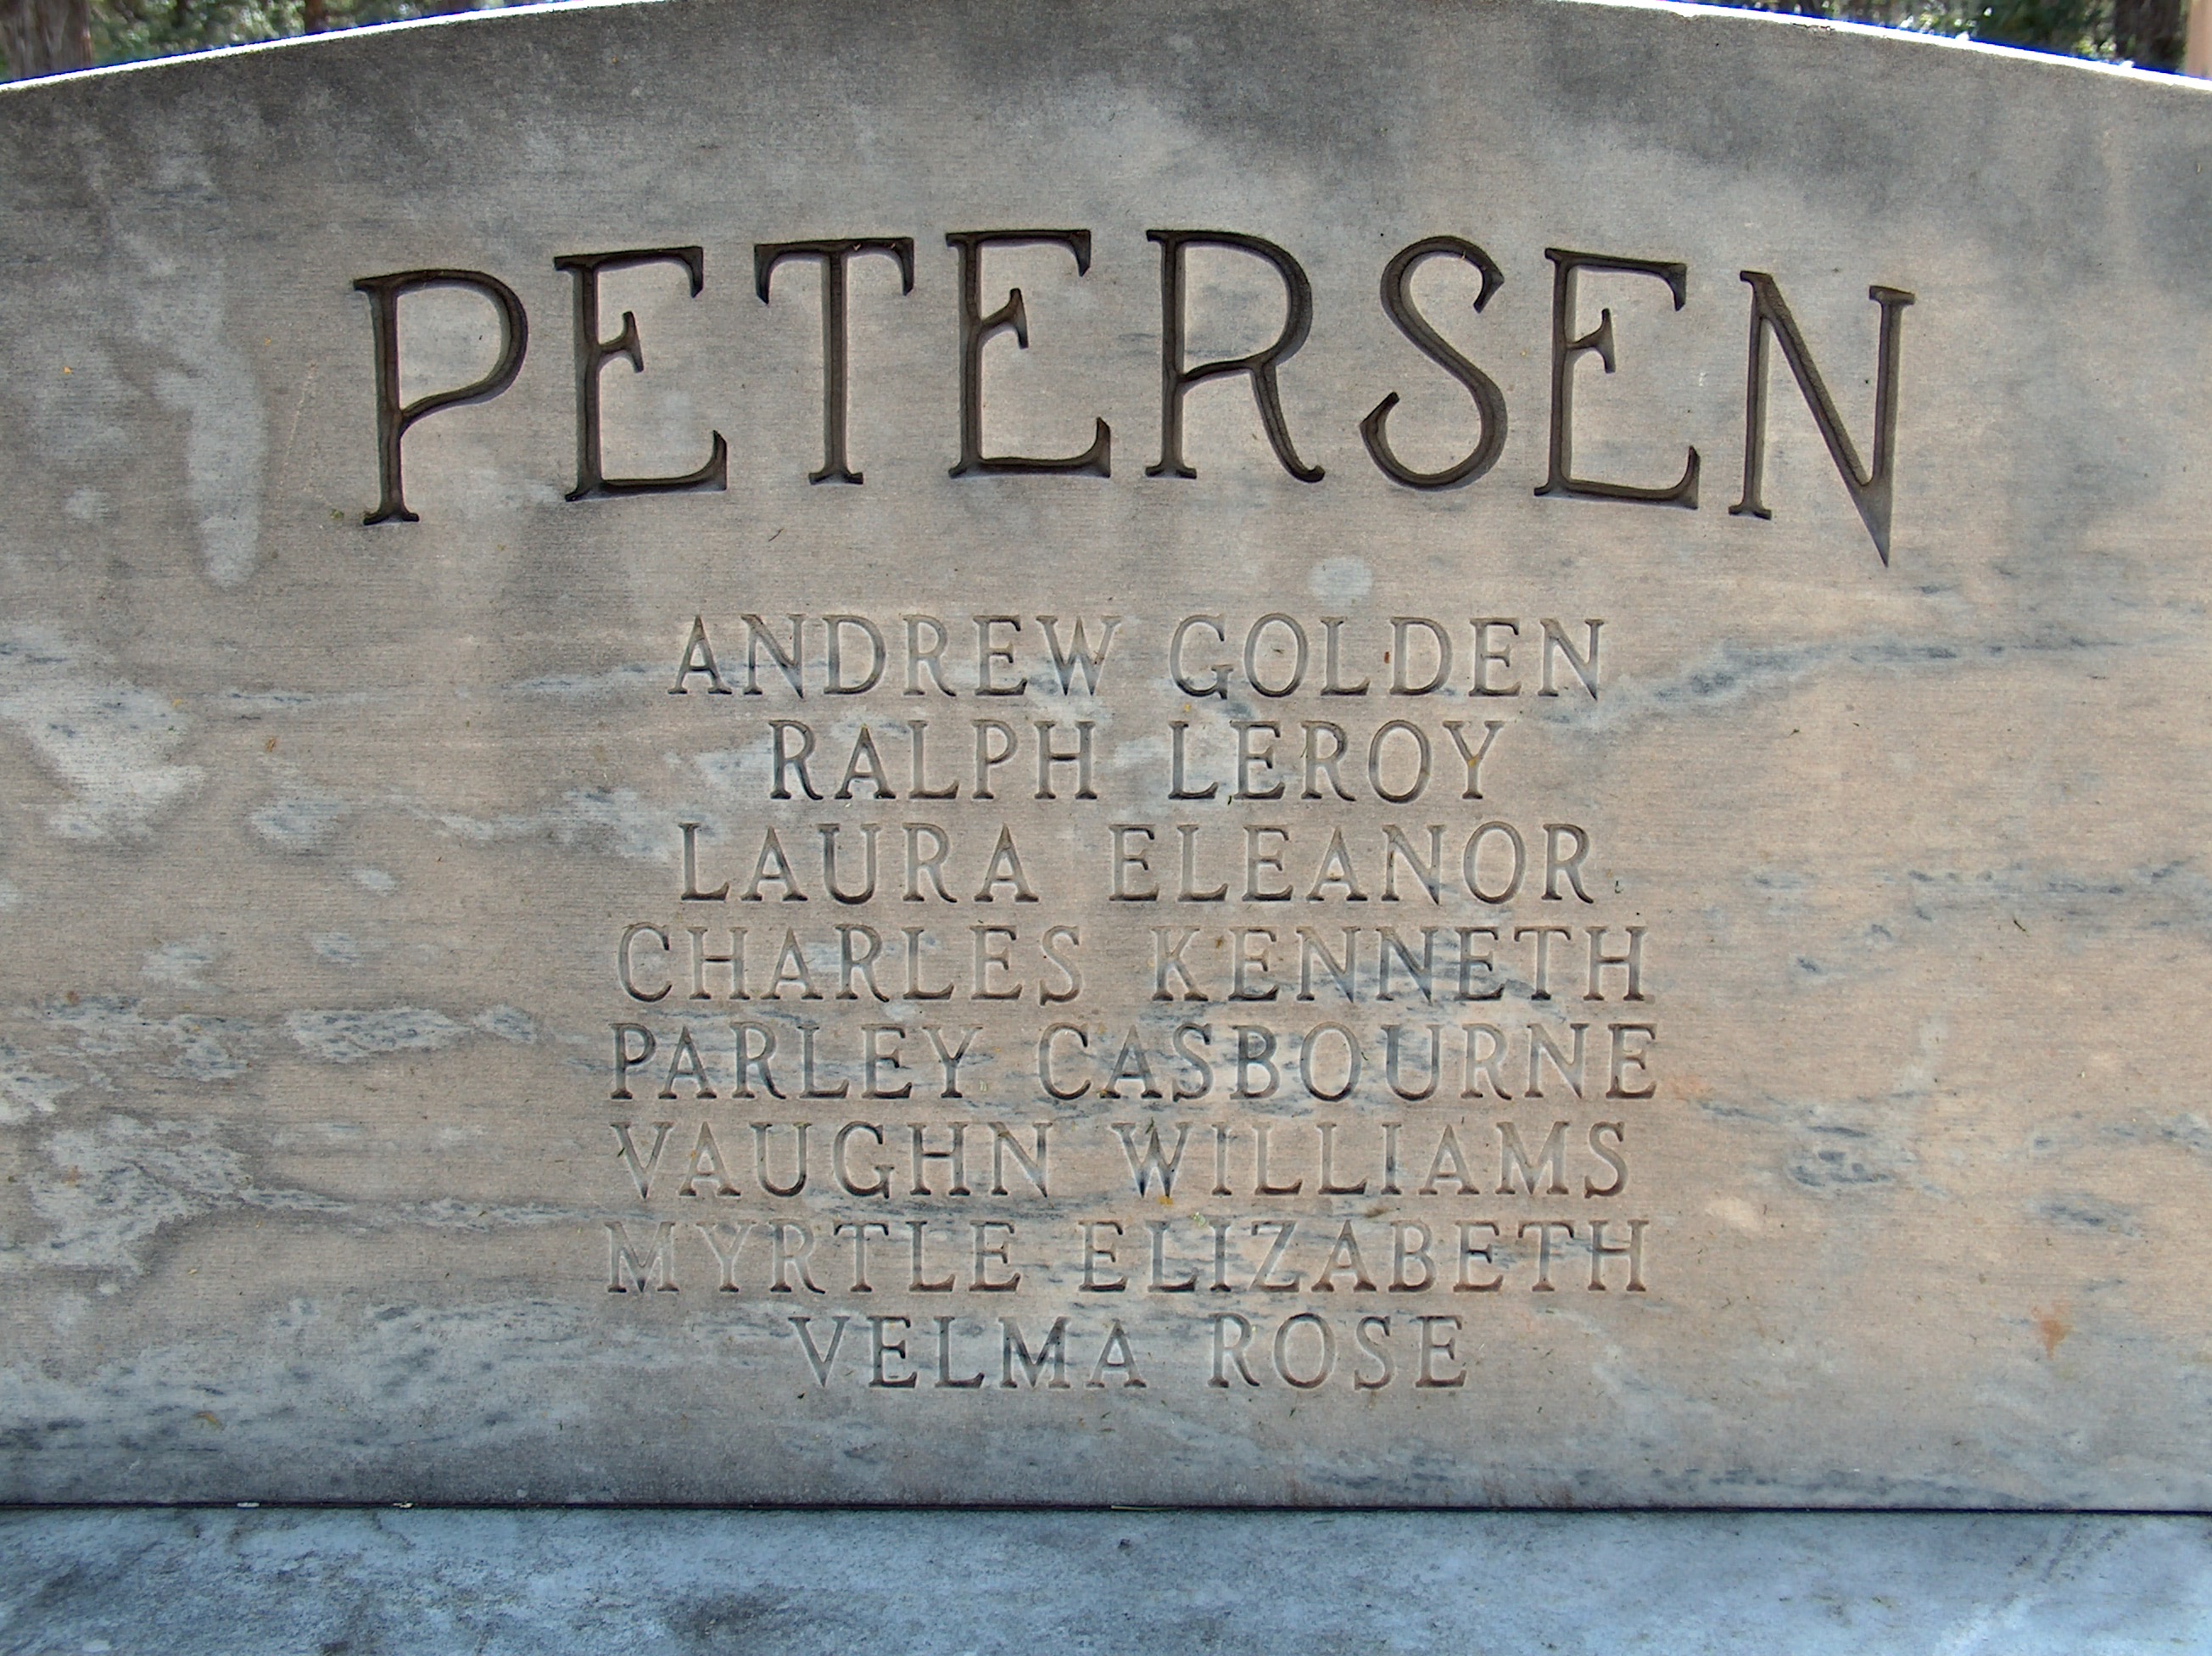 PETERSEN
ANDREW GOLDEN
RALPH LEROY
LAURA ELEANOR
CHARLES KENNETH
PARLEY CASBOURNE
VAUGHN WILLIAMS
MYRTLE ELIZABETH
VELMA ROSE